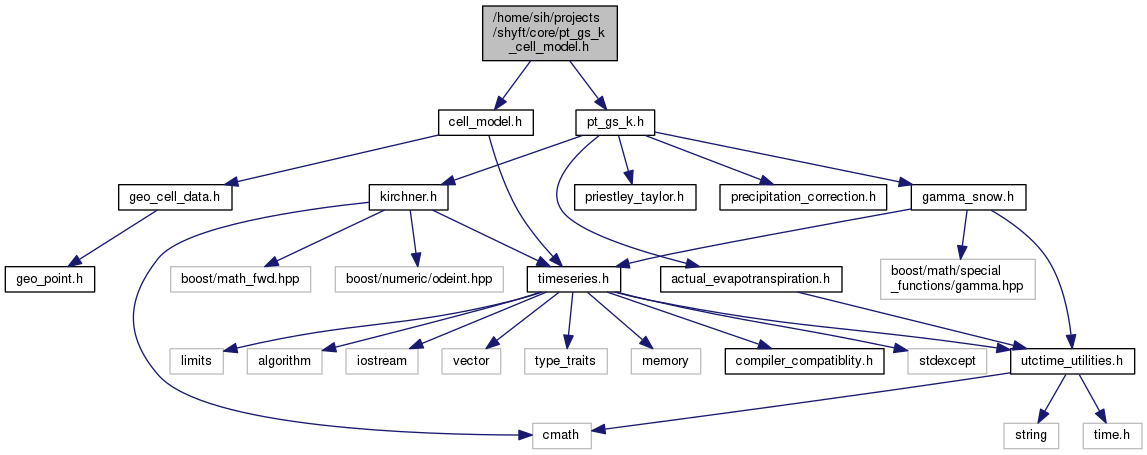 /home/sih/projects
/shyft/core/pt_gs_k
_cell_model.h
cell_model.h
pt_gs_k.h
geo_cell_data.h
kirchner.h
priestley_taylor.h
precipitation_correction.h
gamma_snow.h
geo_point.h
boost/math_fwd.hpp
boost/numeric/odeint.hpp
timeseries.h
actual_evapotranspiration.h
boost/math/special
_functions/gamma.hpp
limits
algorithm
iostream
vector
type_traits
memory
compiler_compatiblity.h
stdexcept
utctime_utilities.h
cmath
string
time.h